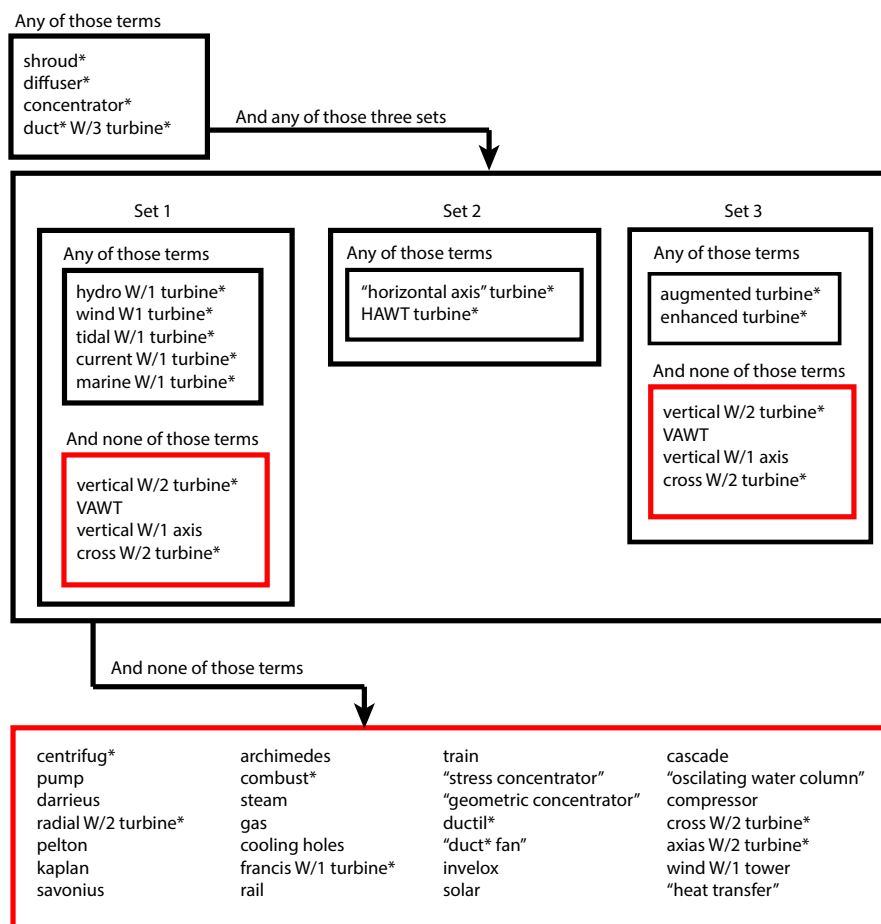 Any of those terms
shroud*
diffuser*
concentrator*
duct* W/3 turbine*
And any of those three sets
Set 1
Any of those terms
hydro W/1 turbine*
wind W1 turbine*
tidal W/1 turbine*
current W/1 turbine*
marine W/1 turbine*
And none of those terms
vertical W/2 turbine*
VAWT
vertical W/1 axis
cross W/2 turbine*
Set 2
Any of those terms
“horizontal axis” turbine*
HAWT turbine*
Set 3
Any of those terms
augmented turbine*
enhanced turbine*
And none of those terms
vertical W/2 turbine*
VAWT
vertical W/1 axis
cross W/2 turbine*
And none of those terms
centrifug*
pump
darrieus
radial W/2 turbine*
pelton
kaplan
savonius
archimedes
combust*
steam
gas
cooling holes
francis W/1 turbine*
rail
train
“stress concentrator”
“geometric concentrator”
ductil*
“duct* fan”
invelox
solar
cascade
“oscilating water column”
compressor
cross W/2 turbine*
axias W/2 turbine*
wind W/1 tower
“heat transfer”